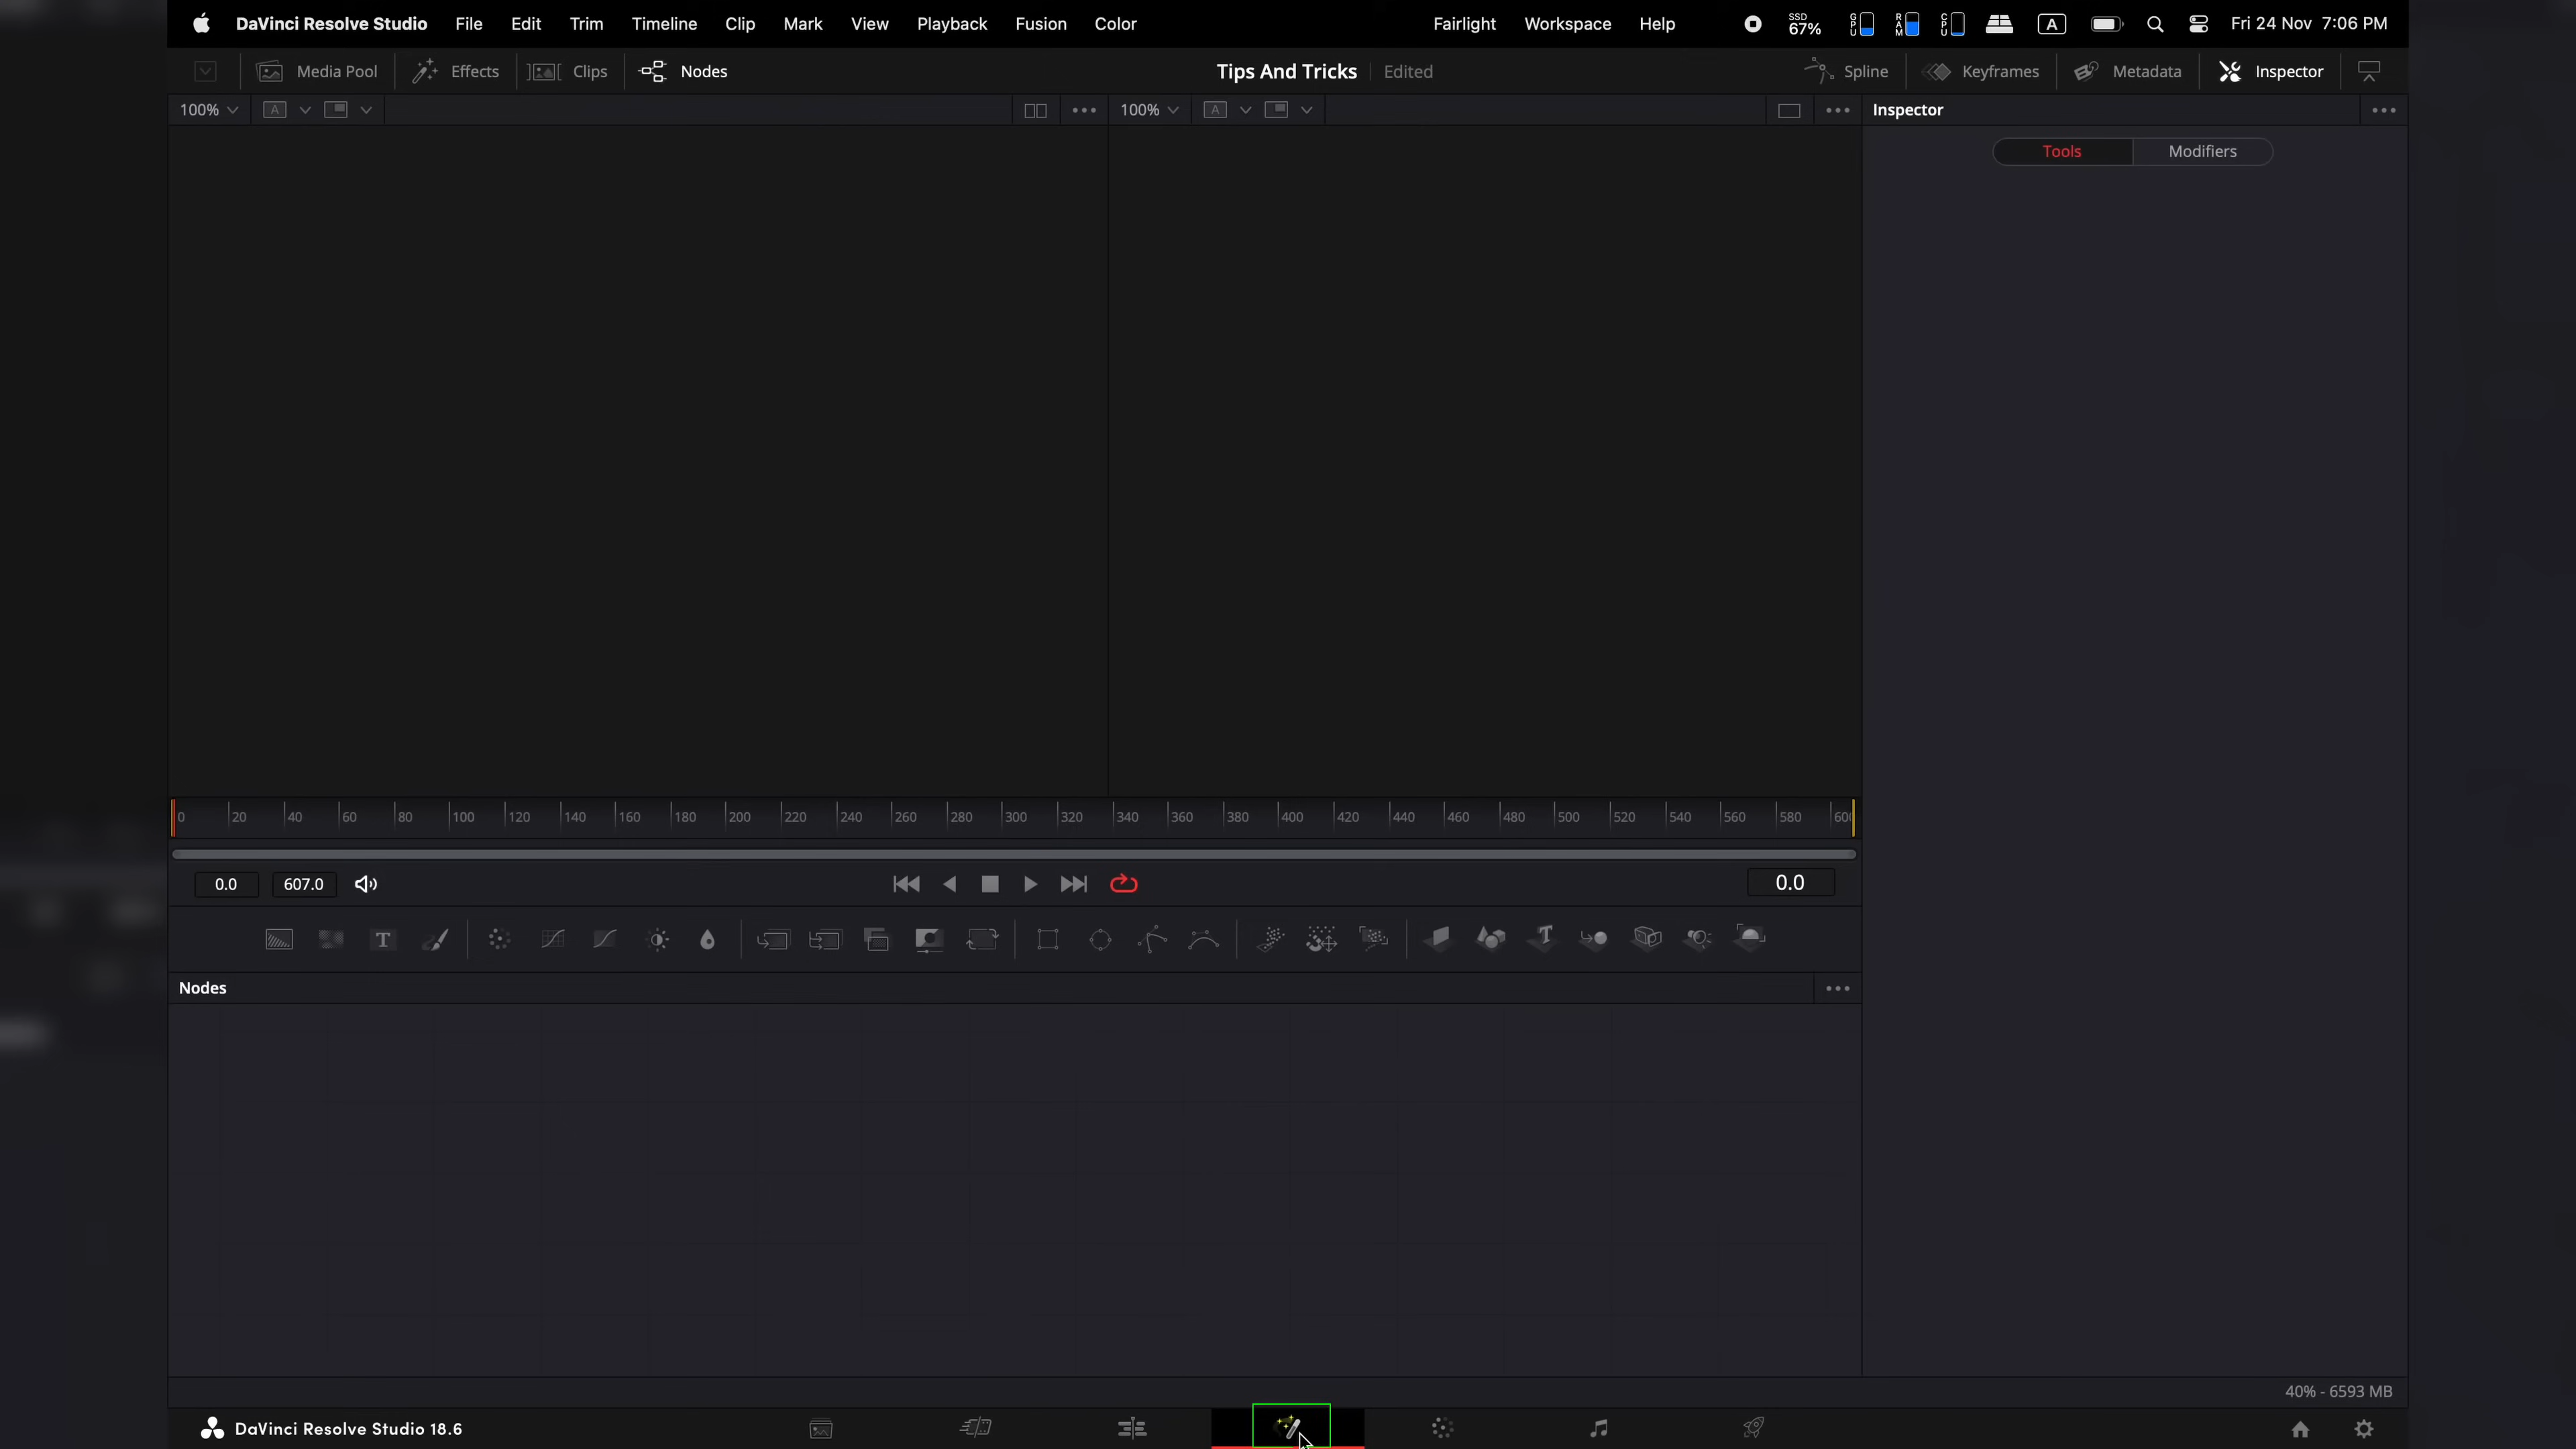 DaVinci Resolve Studio File Edit Trim Timeline Clip Mark View Playback Fusion Color Fairlight Workspace Help SSD 67% GPU RAM CPU A Fri 24 Nov 7:06 PM
Media Pool Effects Clips Nodes Tips And Tricks Edited Spline Keyframes Metadata Inspector
100% A 100% A Inspector
Tools Modifiers
0 20 40 60 80 100 120 140 160 180 200 220 240 260 280 300 320 340 360 380 400 420 440 460 480 500 520 540 560 580 60
0.0 607.0 0.0
T T
Nodes
40% - 6593 MB
DaVinci Resolve Studio 18.6